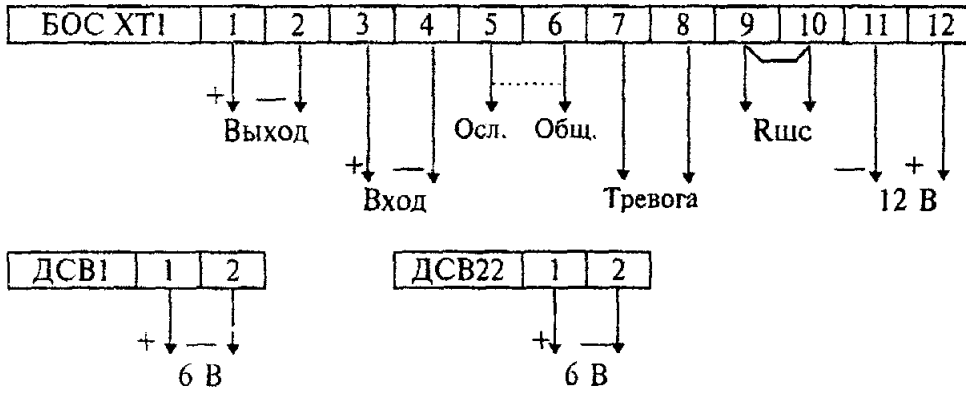 БОС XT1 1 2 3 4 5 6 7 8 9 10 11 12
+ —
Выход Осл. Общ. Rшс
+ — — +
Вход Тревога 12 В
ДСВ1 1 2 ДСВ22 1 2
+ — + —
6 В 6 В